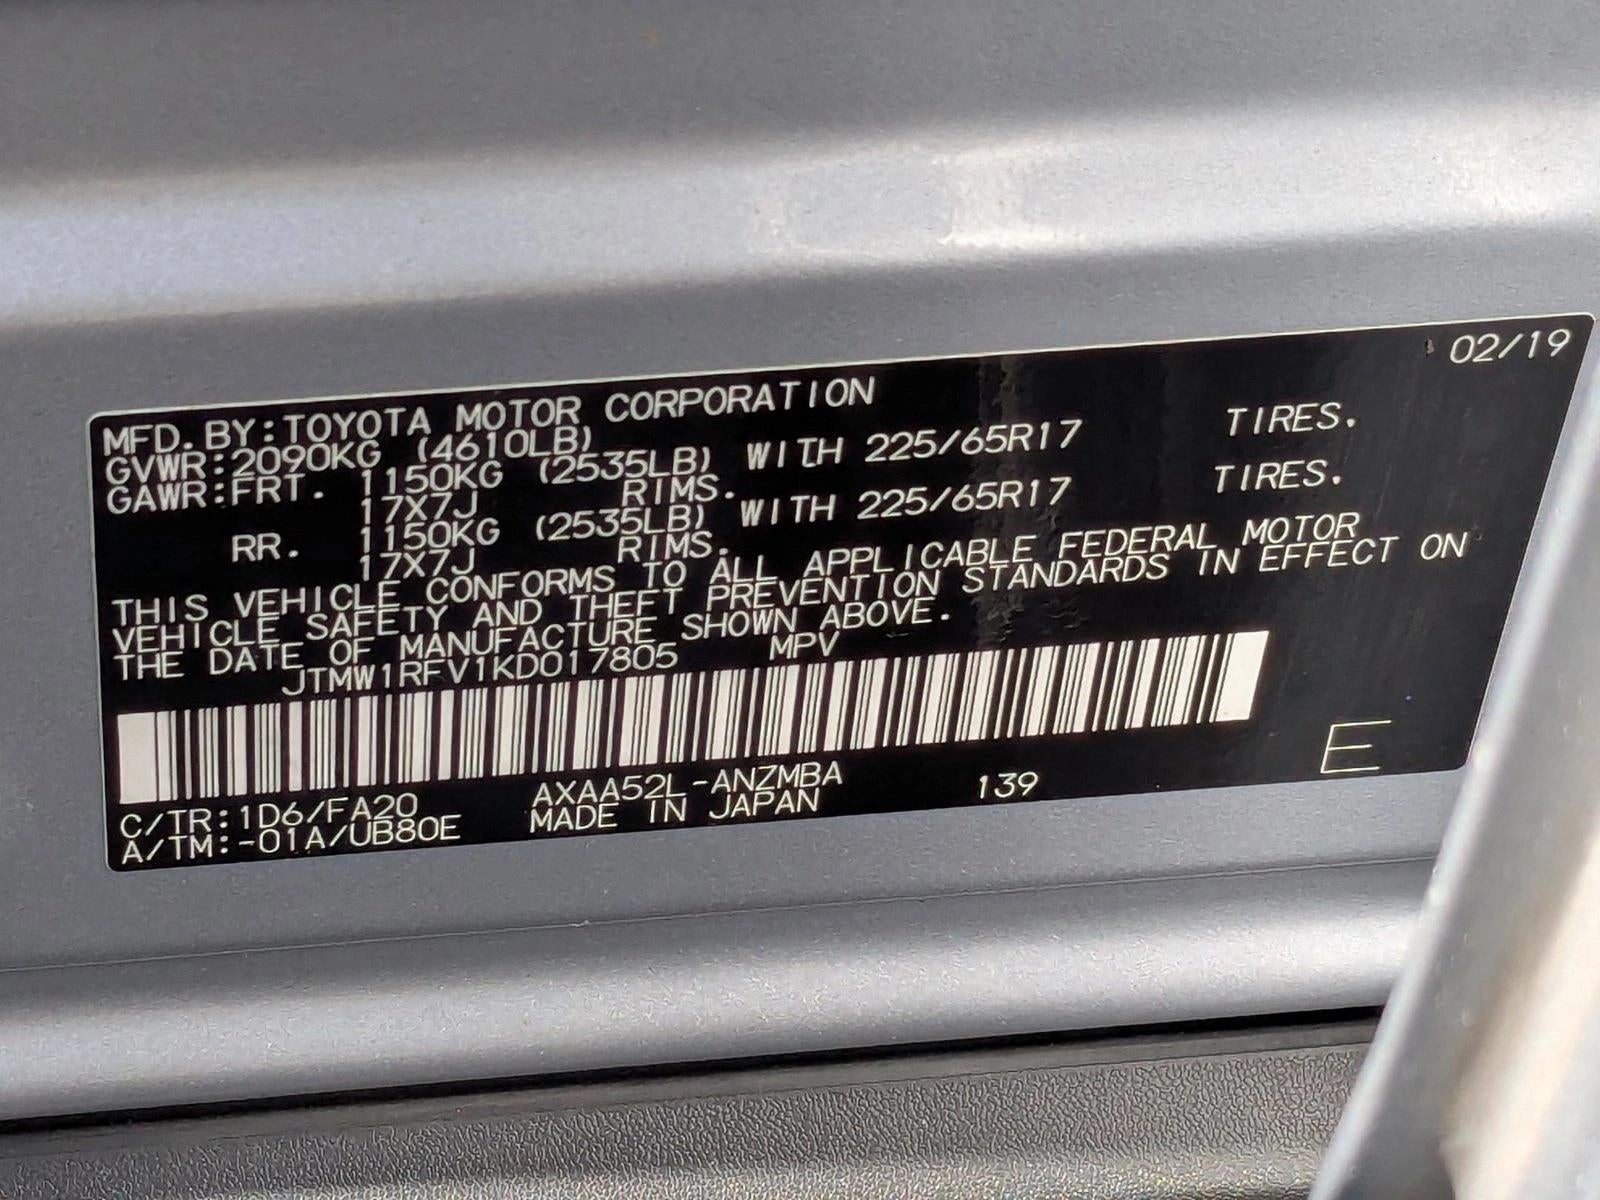 02/19
MFD. BY:TOYOTA MOTOR CORPORATION
GVWR:2090KG (4610LB)
GAWR:FRT. 1150KG (2535LB) WITH 225/65R17 TIRES.
17X7J RIMS.
RR. 1150KG (2535LB) WITH 225/65R17 TIRES.
17X7J RIMS.
THIS VEHICLE CONFORMS TO ALL APPLICABLE FEDERAL MOTOR
VEHICLE SAFETY AND THEFT PREVENTION STANDARDS IN EFFECT ON
THE DATE OF MANUFACTURE SHOWN ABOVE.
JTMW1RFV1KD017805 MPV
C/TR:1D6/FA20 AXAA52L-ANZMBA 139 E
A/TM:-01A/UB80E MADE IN JAPAN